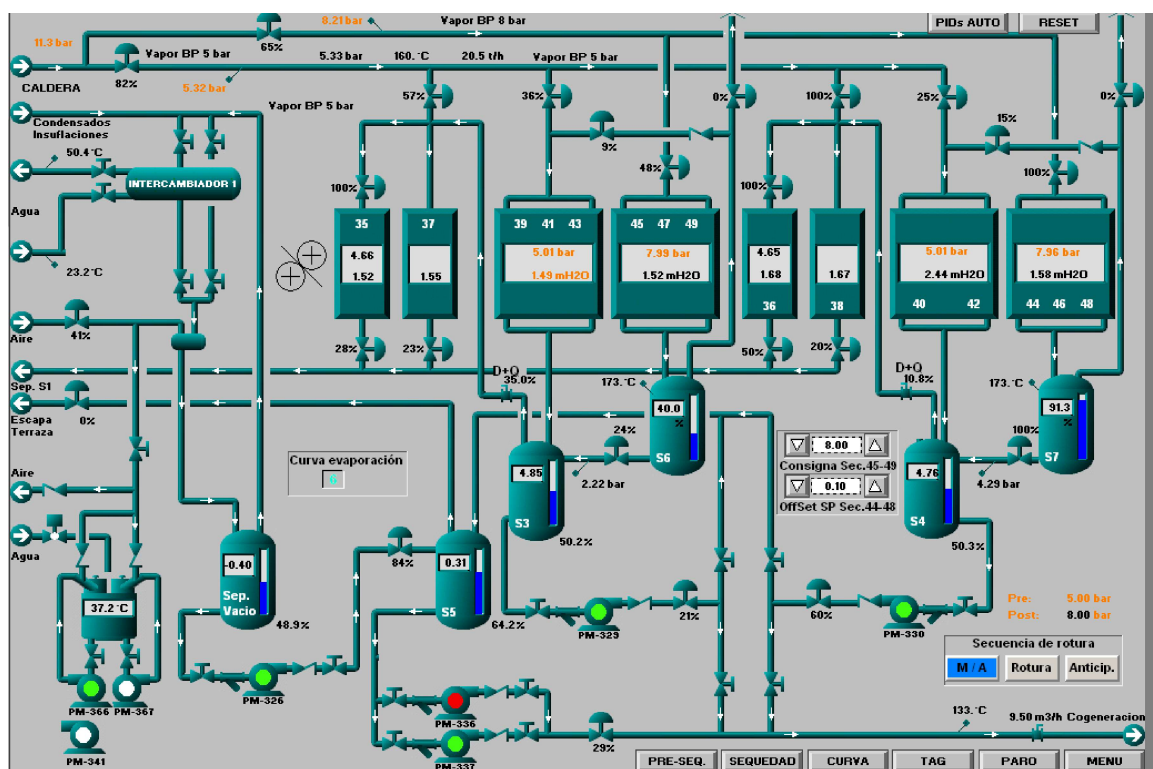 PIDs AUTO
RESET
8.21 bar
Vapor BP 8 bar
11.3 bar
65%
Vapor BP 5 bar
5.33 bar
160.°C
20.5 t/h
Vapor BP 5 bar
CALDERA
82%
5.32 bar
57%
36%
0%
100%
25%
0%
Vapor BP 5 bar
15%
Condensados
Insuflaciones
9%
50.4°C
48%
100%
100%
100%
INTERCAMBIADOR 1
Agua
35
37
39 41 43
45 47 49
4.66
1.52
1.55
5.01 bar
1.49 mH2O
7.99 bar
1.52 mH2O
4.65
1.68
1.67
5.01 bar
2.44 mH2O
7.96 bar
1.58 mH2O
23.2°C
36
38
40 42
44 46 48
41%
Aire
28%
23%
50%
20%
D+Q
35.0%
173.°C
D+Q
10.8%
173.°C
Sep. S1
40.0
%
91.3
%
Escapa
Terraza
0%
24%
100%
S6
S7
8.00
Consigna Sec.45-49
Curva evaporación
6
4.85
2.22 bar
0.10
OffSet SP Sec.44-48
4.76
4.29 bar
Aire
S3
S4
50.2%
50.3%
Agua
-0.40
84%
0.31
37.2°C
Sep.
Vacio
S5
48.9%
64.2%
PM-329
21%
60%
PM-330
Pre: 5.00 bar
Post: 8.00 bar
Secuencia de rotura
M / A
Rotura
Anticip.
PM-366
PM-367
PM-326
PM-336
133.°C
9.50 m3/h Cogeneracion
29%
PM-341
PM-337
PRE-SEQ.
SEQUEDAD
CURVA
TAG
PARO
MENU